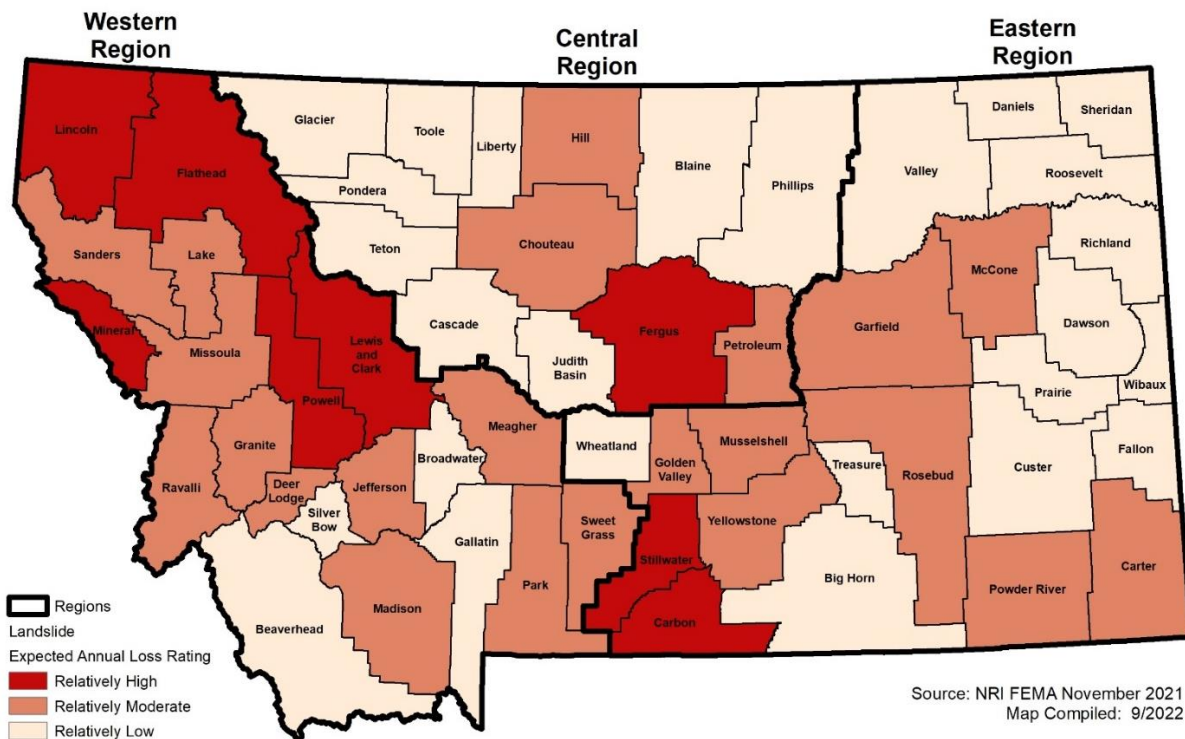 Western
Region
Central
Region
Eastern
Region
Lincoln
Flathead
Glacier
Toole
Liberty
Hill
Blaine
Phillips
Valley
Daniels
Sheridan
Roosevelt
Pondera
Teton
Chouteau
Richland
McCone
Sanders
Lake
Garfield
Dawson
Mineral
Missoula
Lewis
and
Clark
Cascade
Judith
Basin
Fergus
Petroleum
Wibaux
Prairie
Powell
Meagher
Wheatland
Golden
Valley
Musselshell
Treasure
Rosebud
Custer
Fallon
Granite
Ravalli
Deer
Lodge
Jefferson
Broadwater
Silver
Bow
Gallatin
Sweet
Grass
Stillwater
Yellowstone
Big Horn
Park
Madison
Beaverhead
Carbon
Powder River
Carter
Regions
Landslide
Expected Annual Loss Rating
Relatively High
Relatively Moderate
Relatively Low
Source: NRI FEMA November 2021
Map Compiled: 9/2022